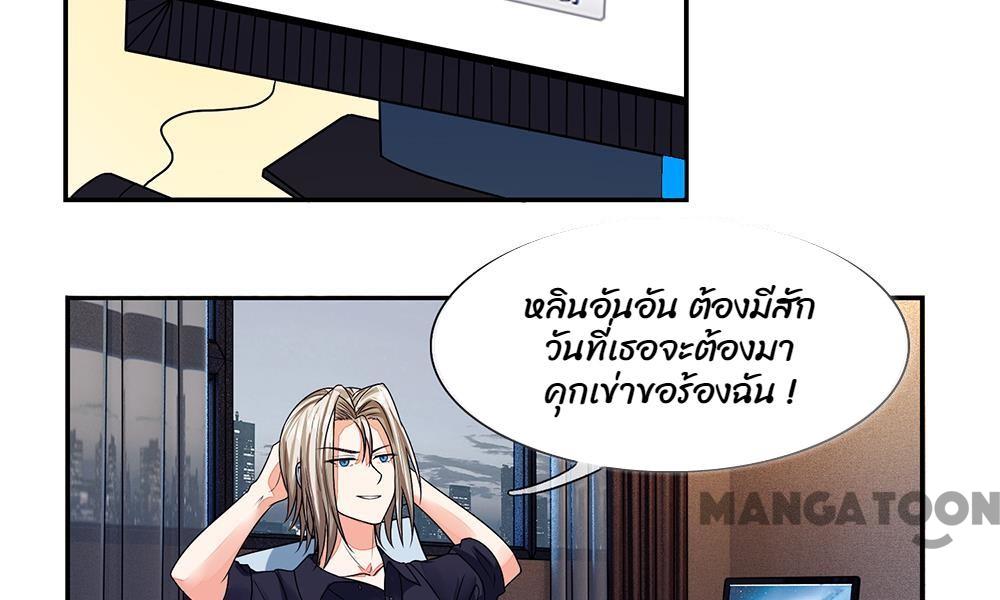 หลินอันอัน ต้องมีสัก
วันที่เธอจะต้องมา
คุกเข่าขอร้องฉัน !
MANGATOON